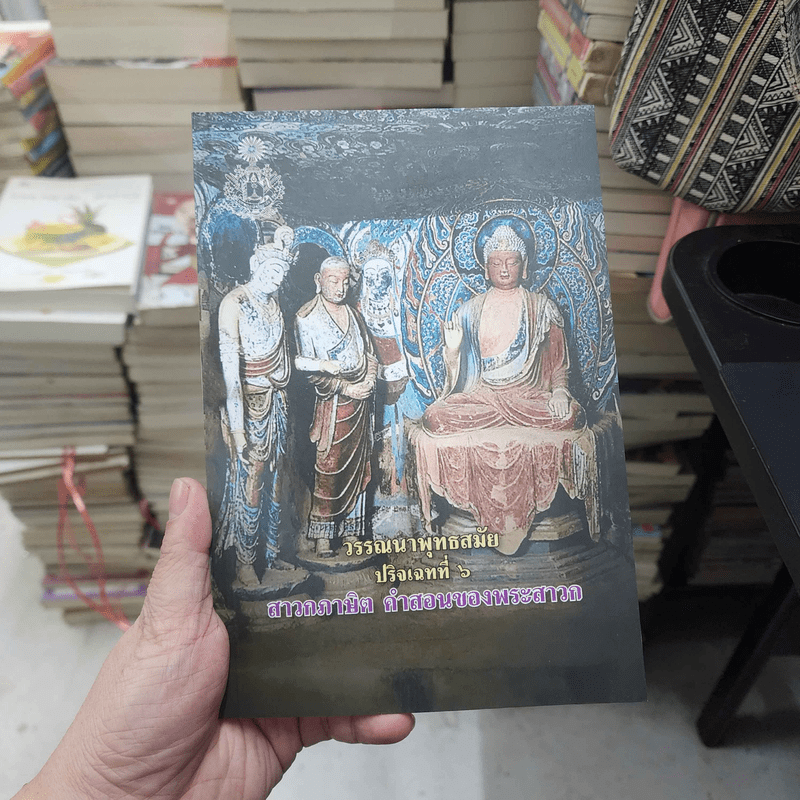 วรรณนาพุทธสมัย
ปริจเฉทที่ ๖
สาวกภาษิต คำสอนของพระสาวก